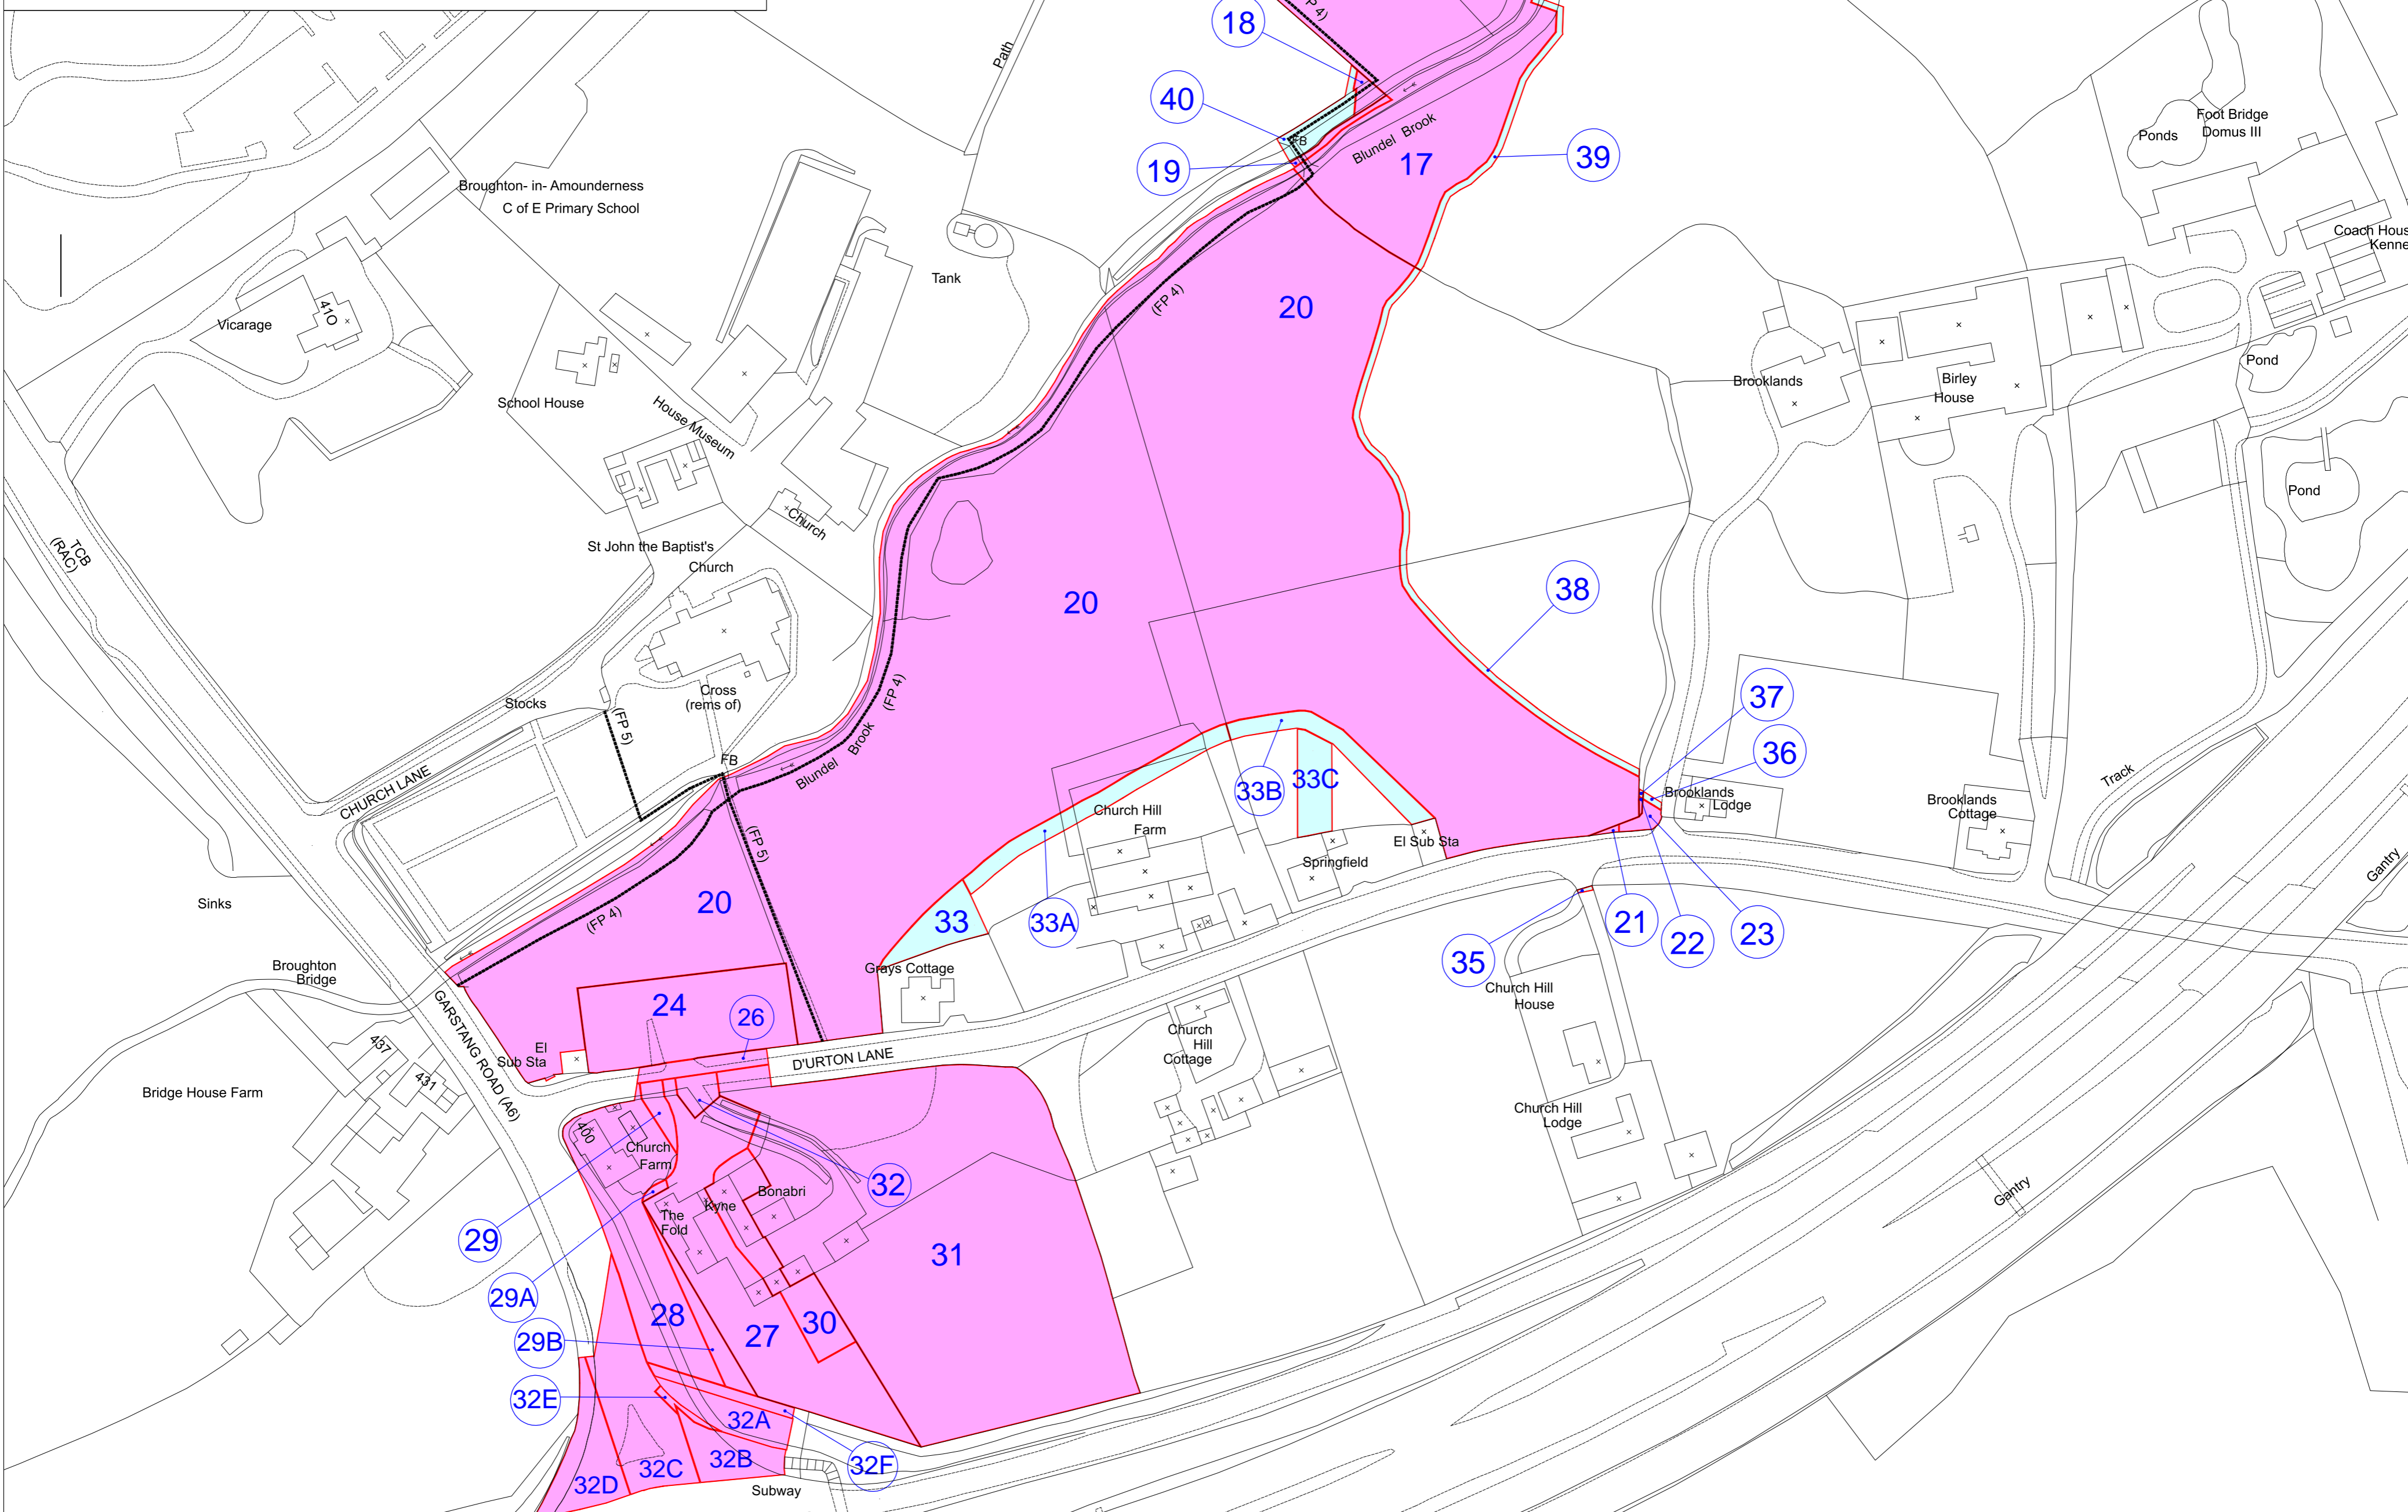 P 4)
18
Path
40
FB
19
Blundel Brook
17
39
Ponds
Foot Bridge
Domus III
Broughton- in- Amounderness
C of E Primary School
Coach Hous
Kenne
Vicarage
410
Tank
(FP 4)
20
School House
House Museum
Brooklands
Birley
House
Pond
Pond
TCB
(RAC)
Church
St John the Baptist's
Church
20
38
Cross
(rems of)
Stocks
(FP 5)
(FP 4)
FB
Blundel Brook
CHURCH LANE
37
36
33B
33C
Brooklands
Lodge
Brooklands
Cottage
Track
Gantry
Church Hill
Farm
Springfield
El Sub Sta
(FP 5)
20
(FP 4)
33
33A
Sinks
35
21
22
23
Broughton
Bridge
Grays Cottage
Church Hill
House
24
26
GARSTANG ROAD (A6)
El
Sub Sta
D'URTON LANE
Church
Hill
Cottage
437
431
Bridge House Farm
400
Church
Farm
Church Hill
Lodge
32
Bonabri
Kyne
The
Fold
Gantry
29
31
29A
28
27
30
29B
32E
32A
32B
32C
32D
32F
Subway